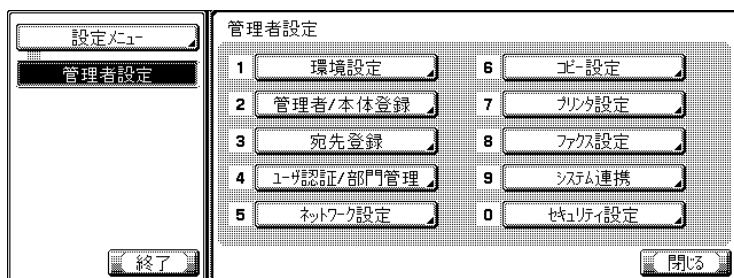 設定ﾒﾆｭｰ
管理者設定
終了
管理者設定
1 環境設定
2 管理者/本体登録
3 宛先登録
4 ﾕｰｻﾞ認証/部門管理
5 ﾈｯﾄﾜｰｸ設定
6 ｺﾋﾟｰ設定
7 ﾌﾟﾘﾝﾀ設定
8 ﾌｧｸｽ設定
9 ｼｽﾃﾑ連携
0 ｾｷｭﾘﾃｨ設定
閉じる